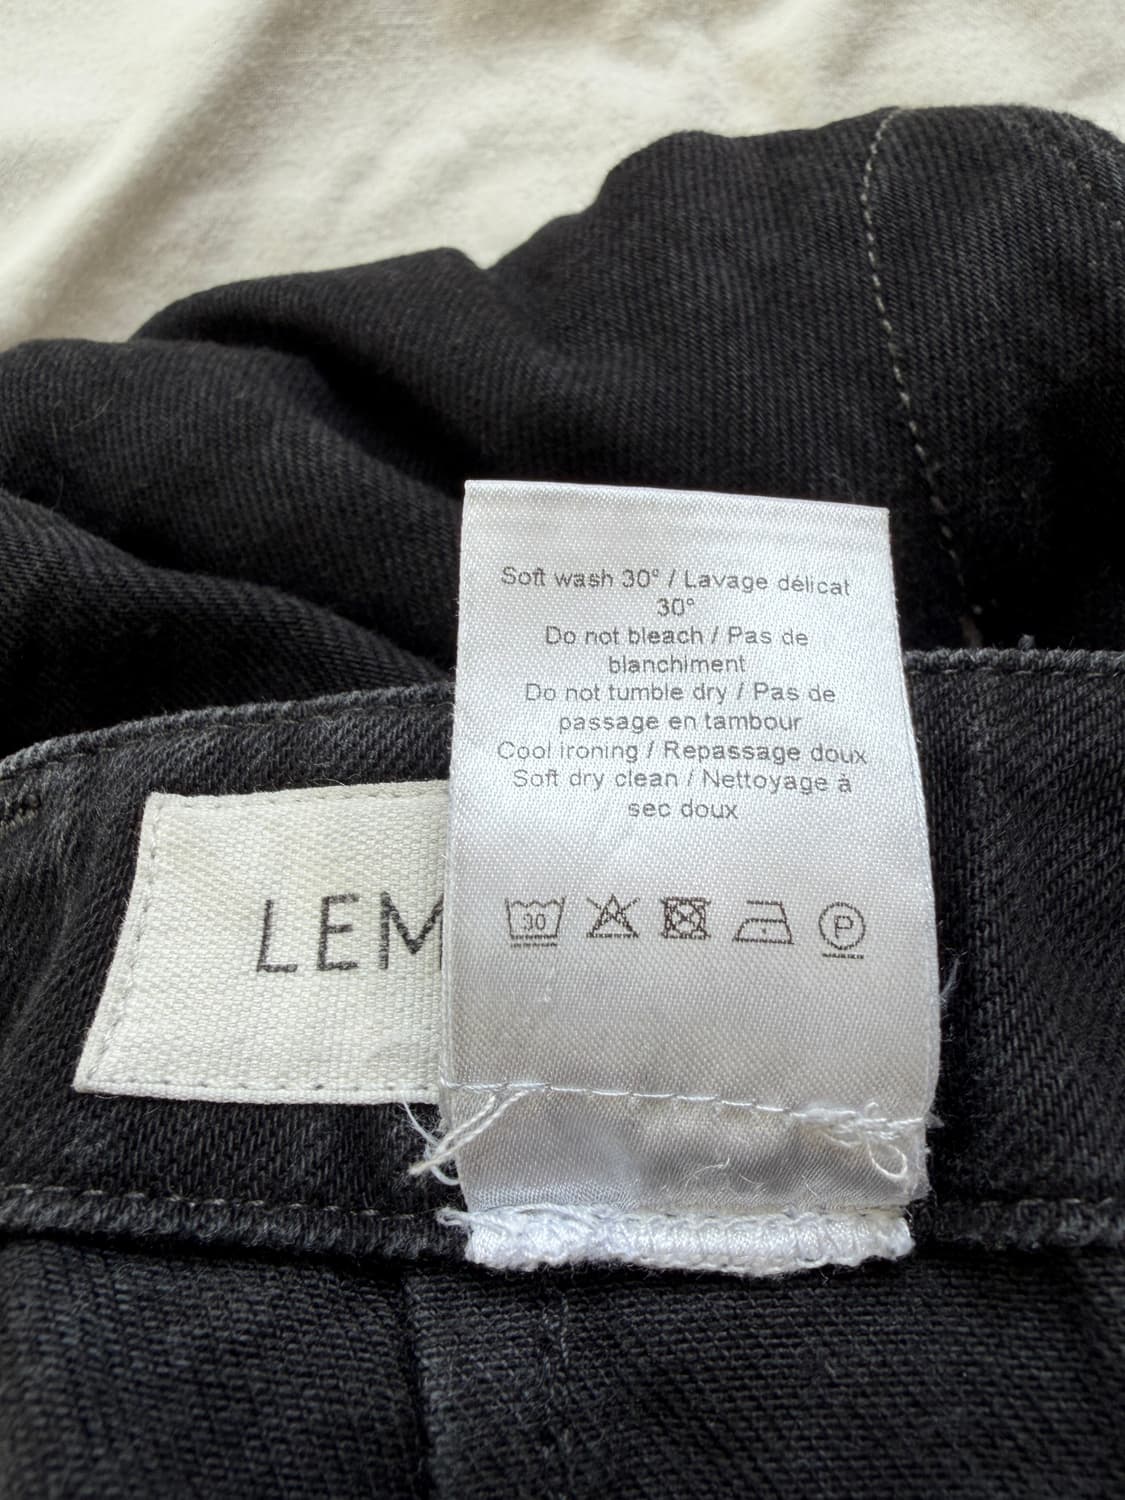 Soft wash 30° / Lavage délicat
30°
Do not bleach / Pas de
blanchiment
Do not tumble dry / Pas de
passage en tambour
Cool ironing / Repassage doux
Soft dry clean / Nettoyage à
sec doux
30 P
LEM